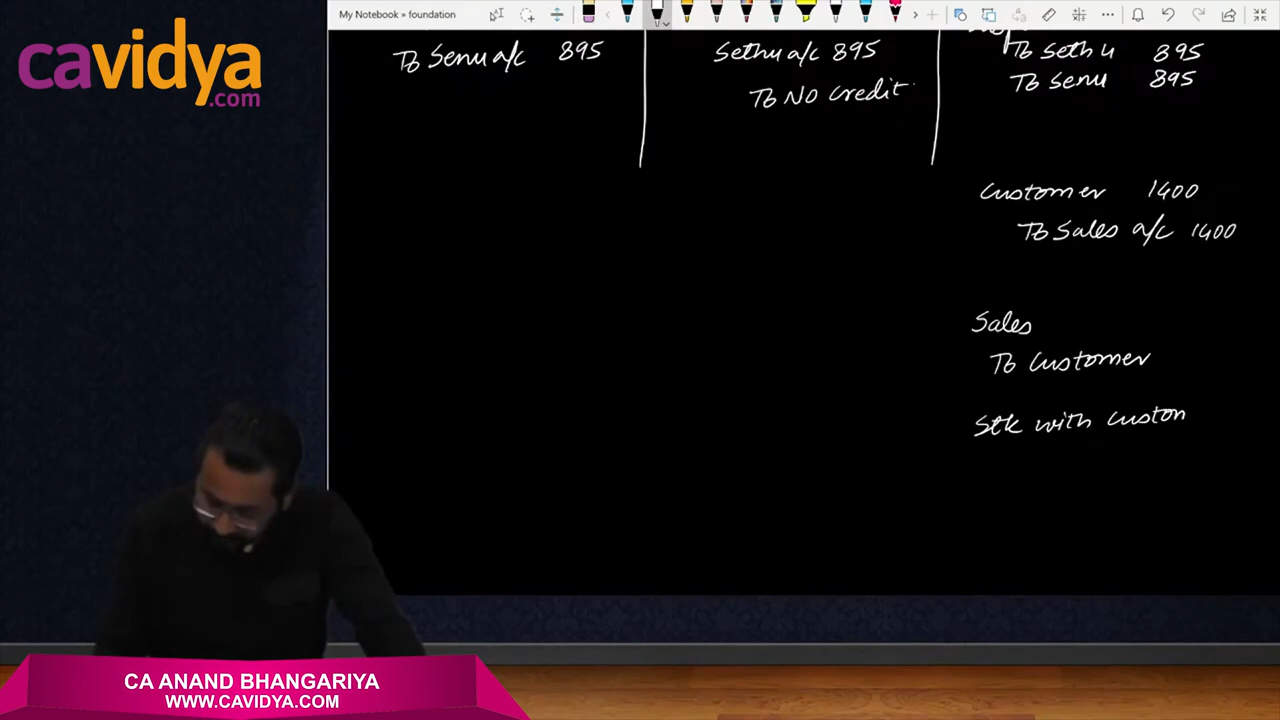 cavidya
.com
My Notebook » foundation
To Senu a/c 895
Sethu a/c 895
To No Credit
To Sethu 895
To Senu 895
Customer 1400
To Sales a/c 1400
Sales
To Customer
Stk with Custom
CA ANAND BHANGARIYA
WWW.CAVIDYA.COM